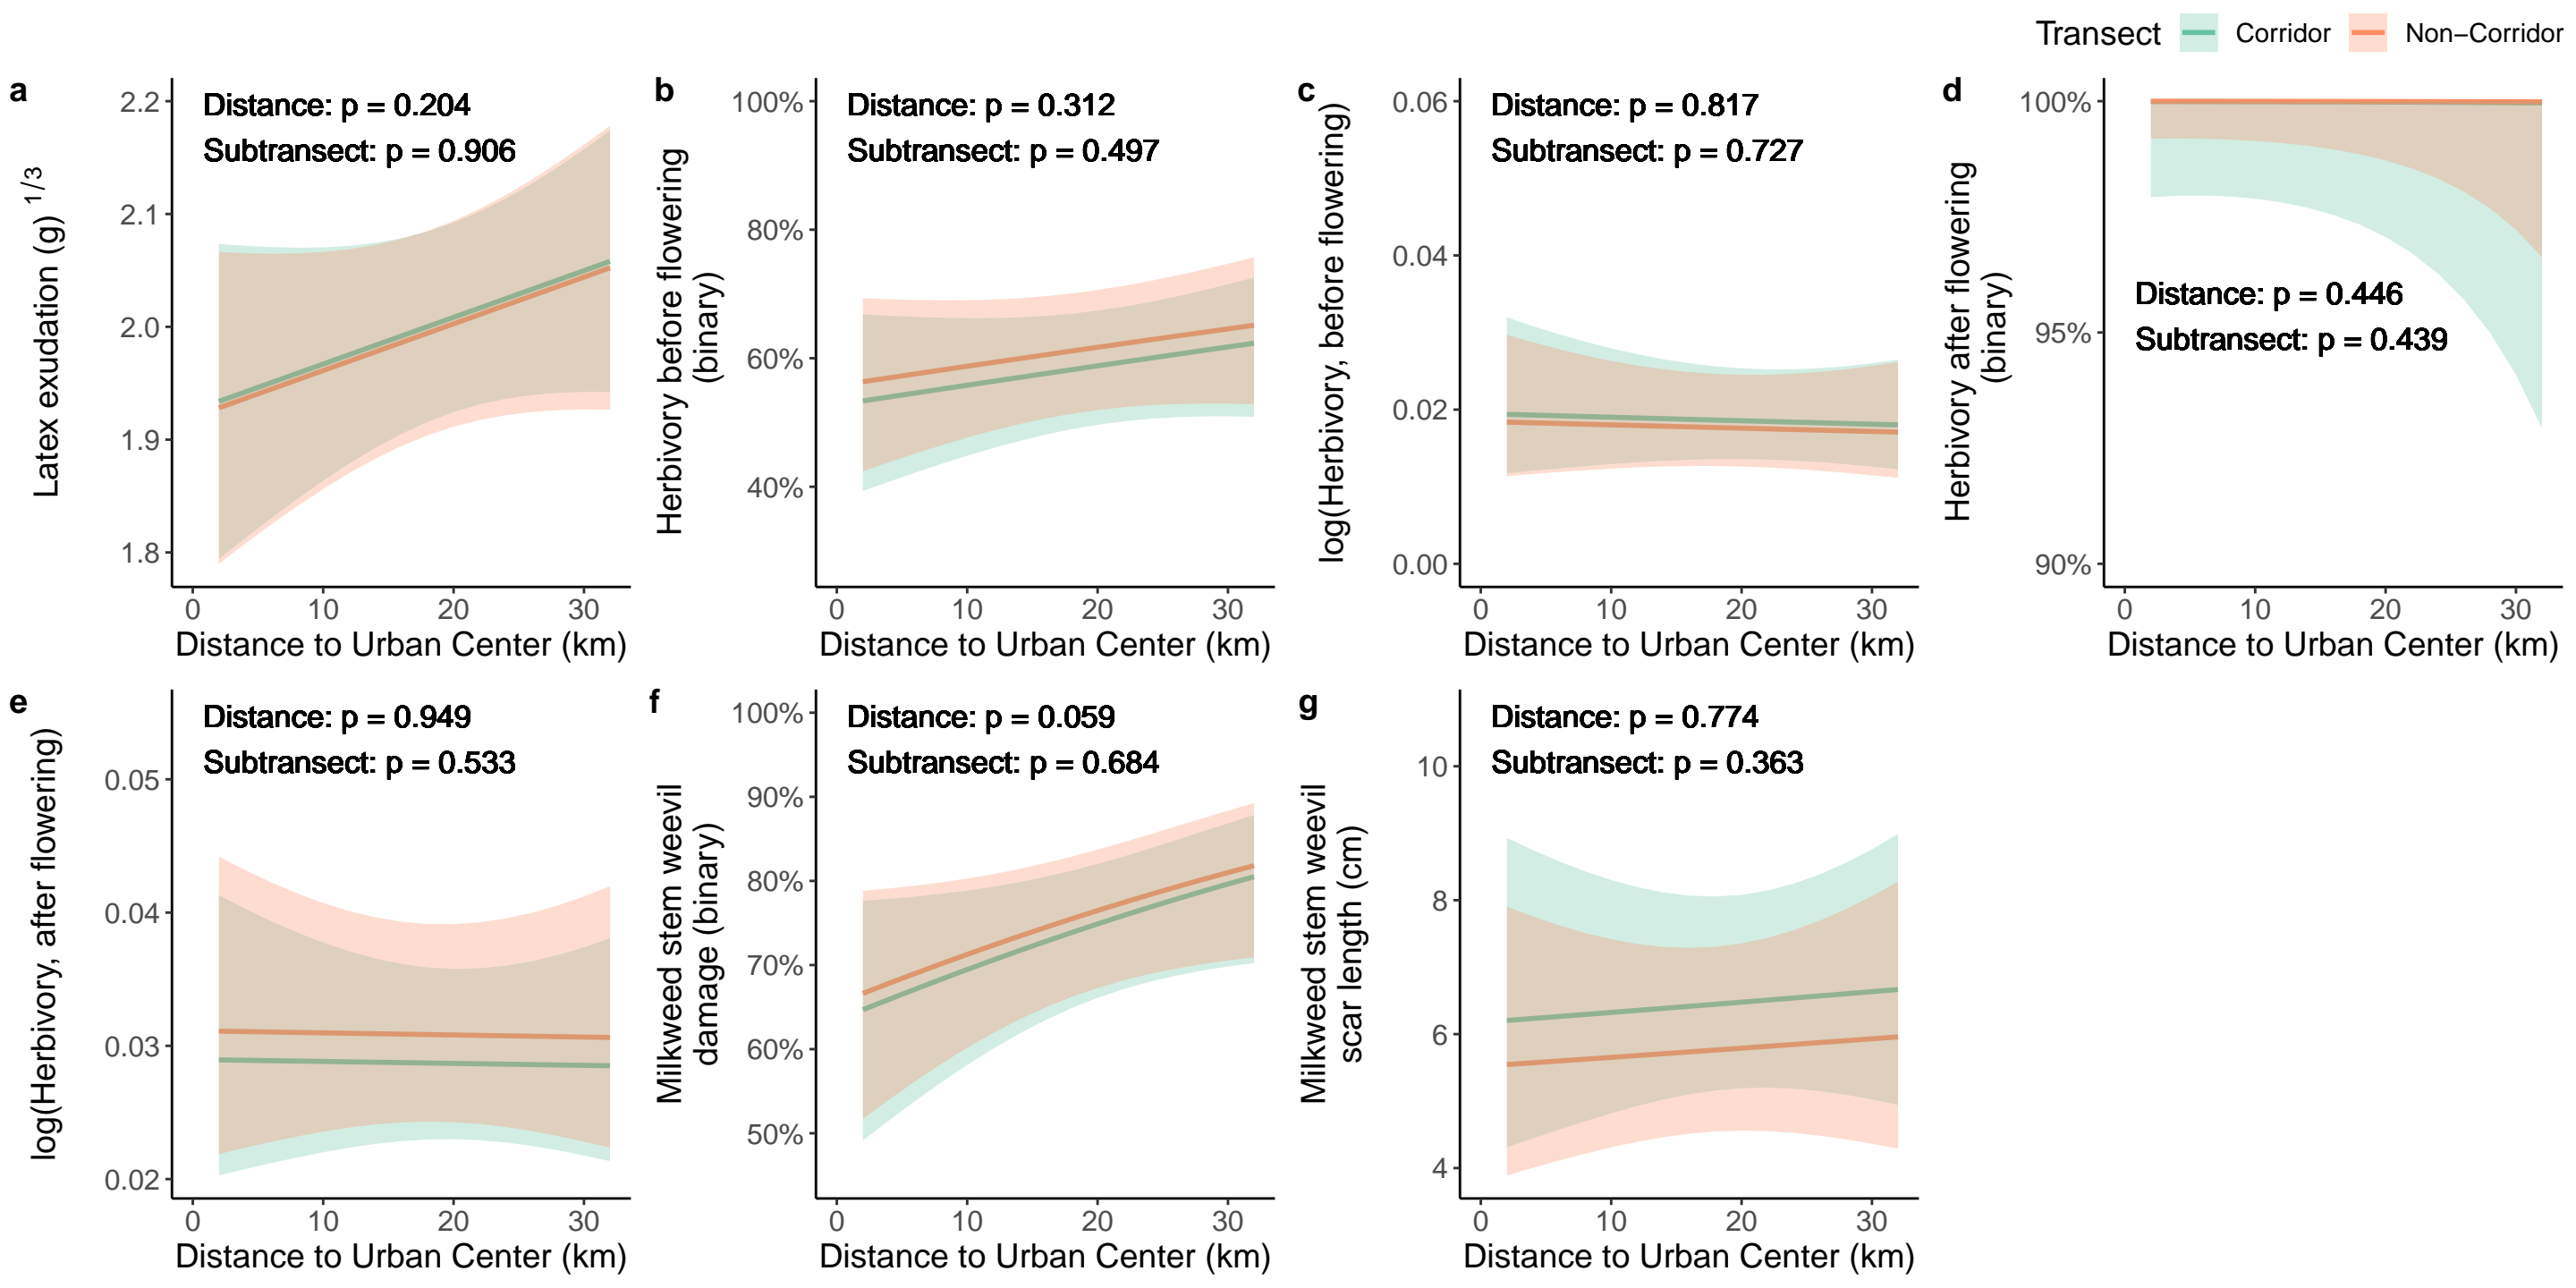 Transect Corridor Non−Corridor
a
Distance: p = 0.204
Subtransect: p = 0.906
Latex exudation (g) 1/3
2.2
2.1
2.0
1.9
1.8
0 10 20 30
Distance to Urban Center (km)
b
Distance: p = 0.312
Subtransect: p = 0.497
Herbivory before flowering
(binary)
100%
80%
60%
40%
0 10 20 30
Distance to Urban Center (km)
c
Distance: p = 0.817
Subtransect: p = 0.727
log(Herbivory, before flowering)
0.06
0.04
0.02
0.00
0 10 20 30
Distance to Urban Center (km)
d
Herbivory after flowering
(binary)
100%
95%
90%
Distance: p = 0.446
Subtransect: p = 0.439
0 10 20 30
Distance to Urban Center (km)
e
Distance: p = 0.949
Subtransect: p = 0.533
log(Herbivory, after flowering)
0.05
0.04
0.03
0.02
0 10 20 30
Distance to Urban Center (km)
f
Distance: p = 0.059
Subtransect: p = 0.684
Milkweed stem weevil
damage (binary)
100%
90%
80%
70%
60%
50%
0 10 20 30
Distance to Urban Center (km)
g
Distance: p = 0.774
Subtransect: p = 0.363
Milkweed stem weevil
scar length (cm)
10
8
6
4
0 10 20 30
Distance to Urban Center (km)